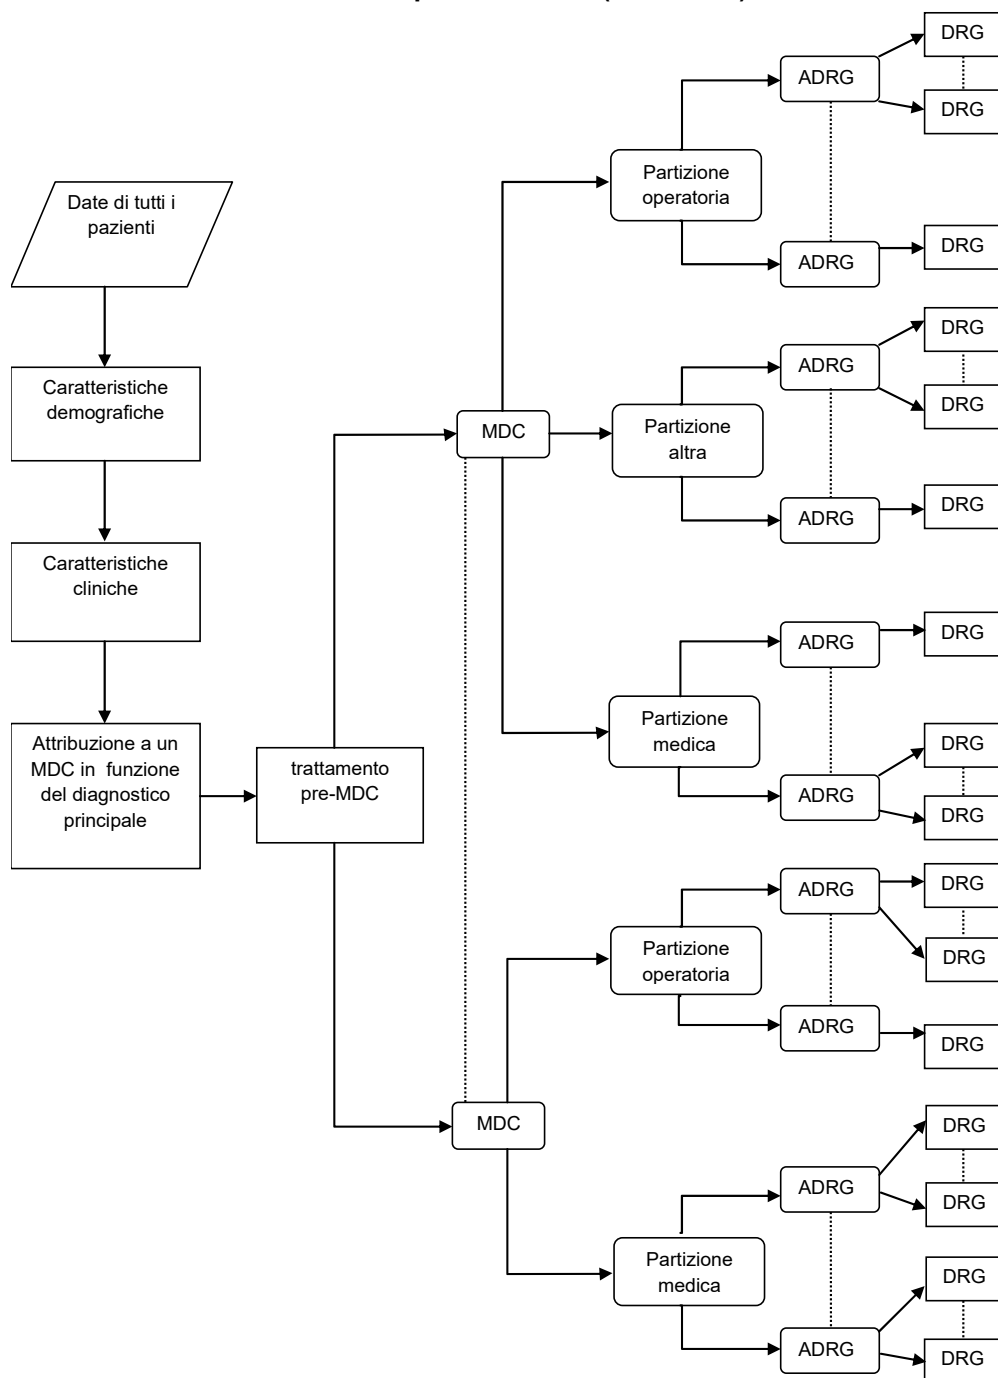 Date di tutti i
pazienti
Caratteristiche
demografiche
Caratteristiche
cliniche
Attribuzione a un
MDC in  funzione
del diagnostico
principale
trattamento
pre-MDC
MDC
Partizione
operatoria
ADRG
DRG
DRG
ADRG
DRG
Partizione
altra
ADRG
DRG
DRG
ADRG
DRG
Partizione
medica
ADRG
DRG
ADRG
DRG
DRG
MDC
Partizione
operatoria
ADRG
DRG
DRG
ADRG
DRG
Partizione
medica
ADRG
DRG
DRG
ADRG
DRG
DRG